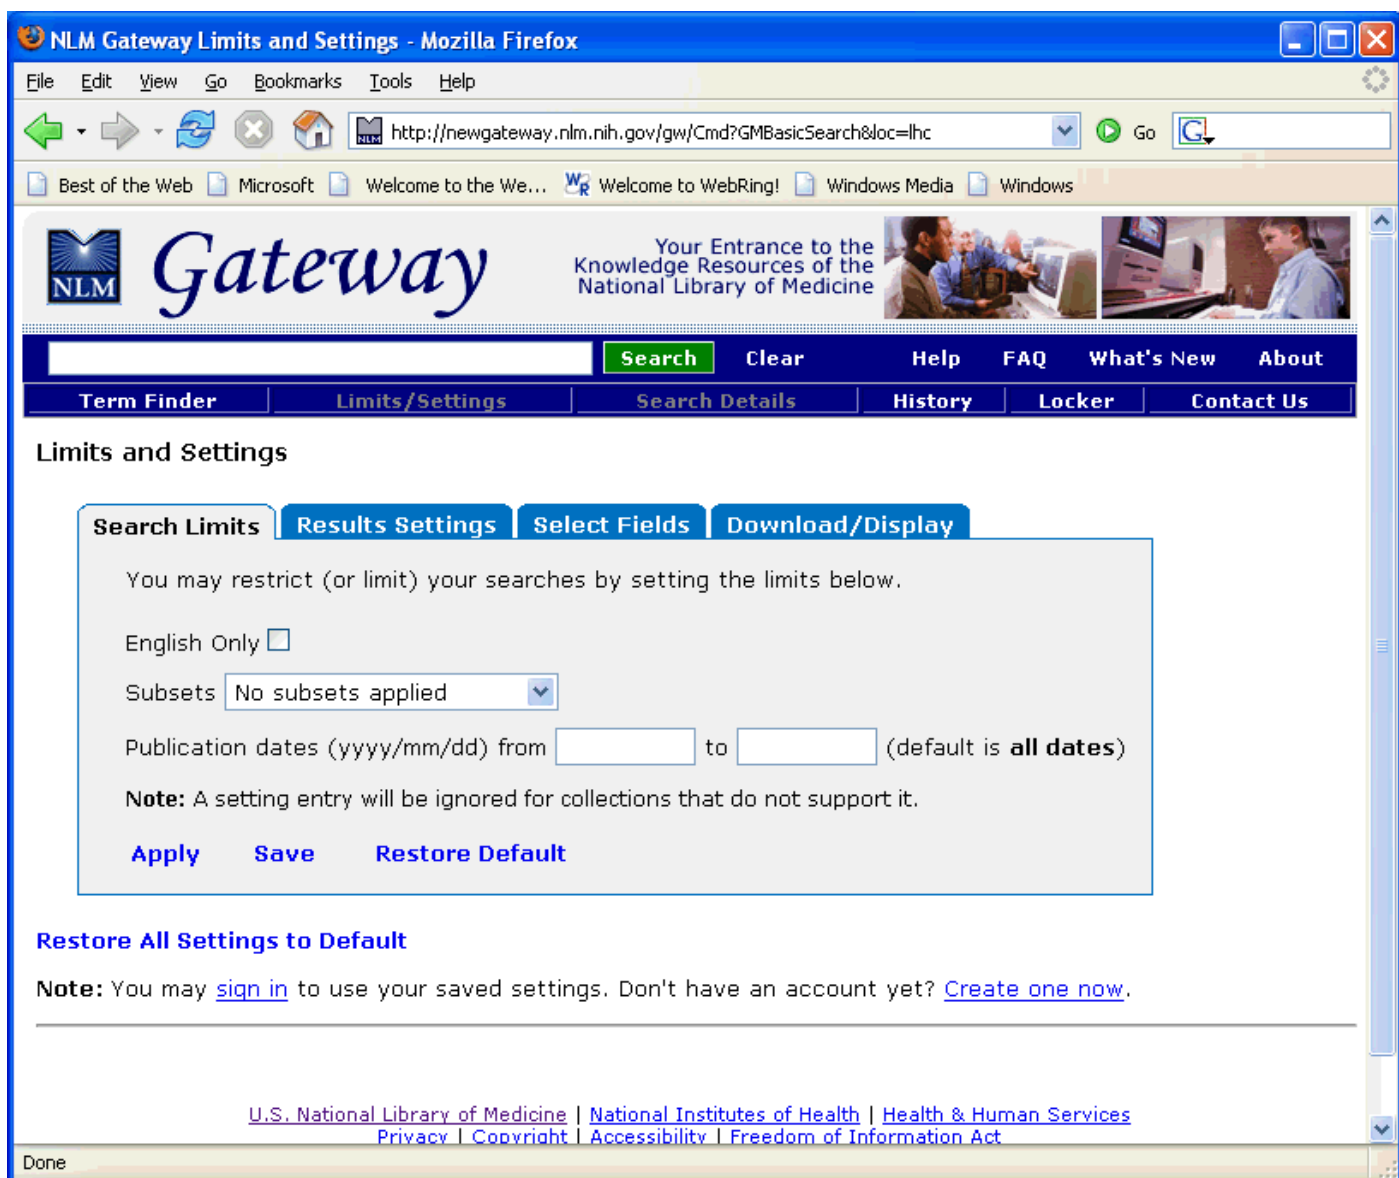 NLM Gateway Limits and Settings - Mozilla Firefox
File Edit View Go Bookmarks Tools Help
NLM http://newgateway.nlm.nih.gov/gw/Cmd?GMBasicSearch&loc=lhc Go G
Best of the Web Microsoft Welcome to the We... WR Welcome to WebRing! Windows Media Windows
NLM Gateway
Your Entrance to the
Knowledge Resources of the
National Library of Medicine
Search Clear Help FAQ What's New About
Term Finder Limits/Settings Search Details History Locker Contact Us
Limits and Settings
Search Limits Results Settings Select Fields Download/Display
You may restrict (or limit) your searches by setting the limits below.
English Only
Subsets No subsets applied
Publication dates (yyyy/mm/dd) from to (default is all dates)
Note: A setting entry will be ignored for collections that do not support it.
Apply Save Restore Default
Restore All Settings to Default
Note: You may sign in to use your saved settings. Don't have an account yet? Create one now.
U.S. National Library of Medicine | National Institutes of Health | Health & Human Services
Privacy | Copyright | Accessibility | Freedom of Information Act
Done